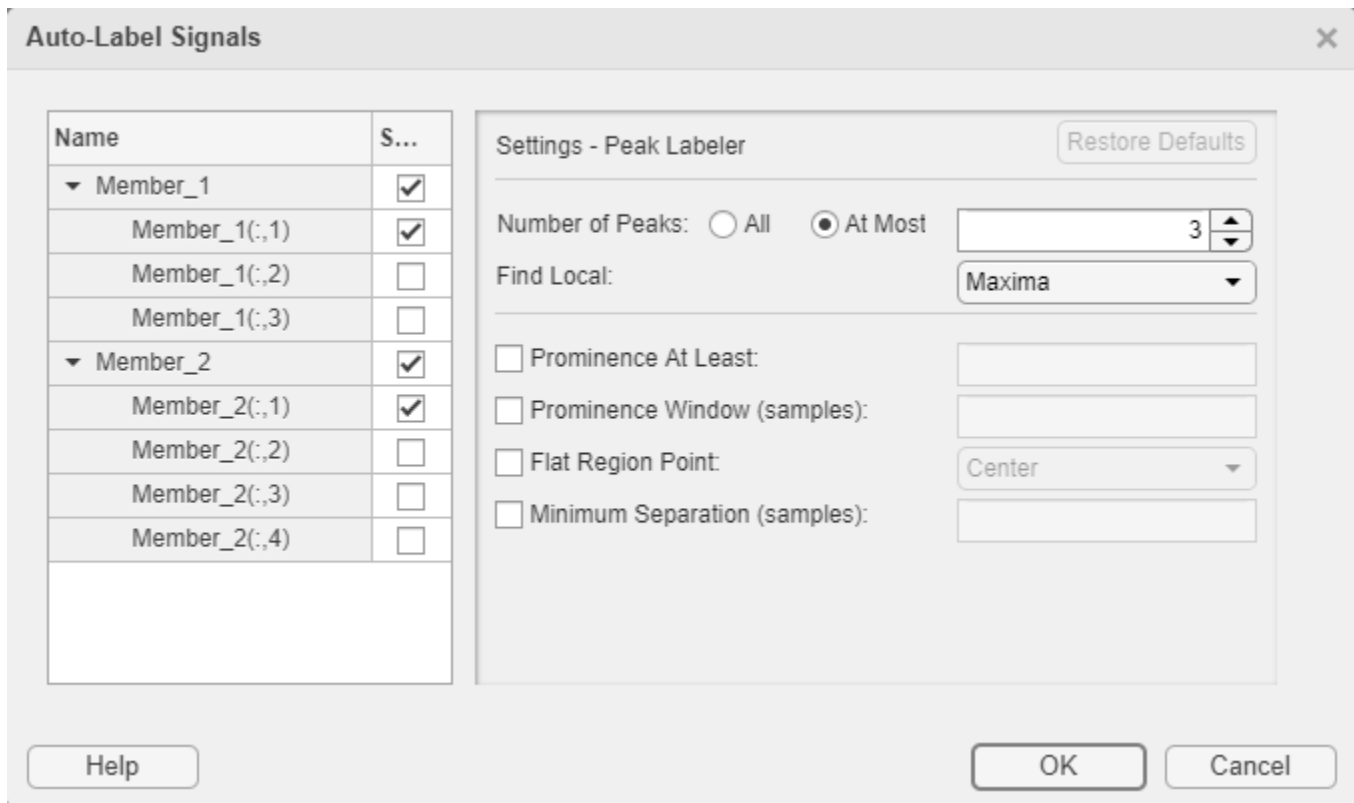 Auto-Label Signals
Name S...
Member_1
Member_1(:,1)
Member_1(:,2)
Member_1(:,3)
Member_2
Member_2(:,1)
Member_2(:,2)
Member_2(:,3)
Member_2(:,4)
Settings - Peak Labeler Restore Defaults
Number of Peaks: All At Most 3
Find Local: Maxima
Prominence At Least:
Prominence Window (samples):
Flat Region Point: Center
Minimum Separation (samples):
Help OK Cancel